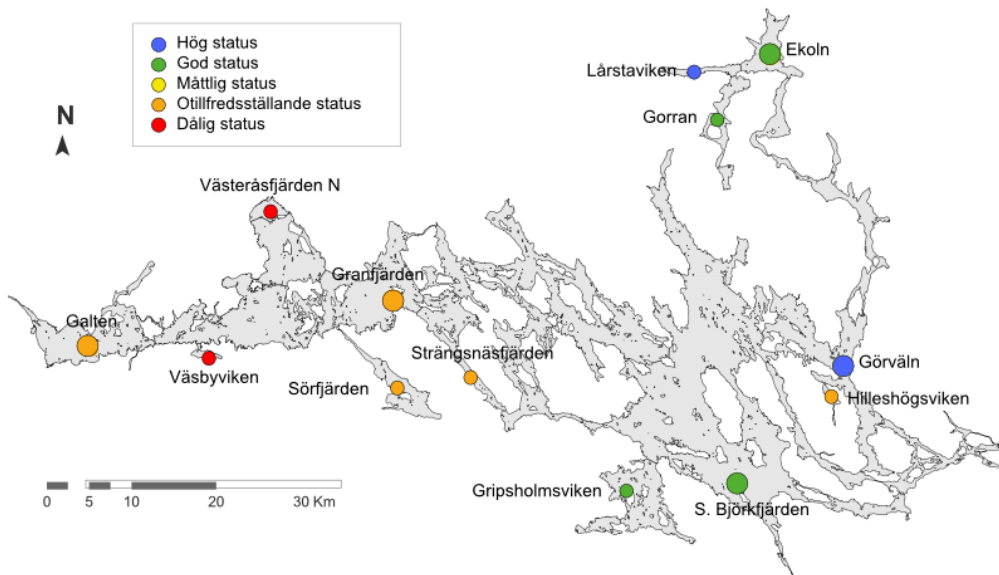 Hög status
God status
Måttlig status
Otillfredsställande status
Dålig status
N
Ekoln
Lårstaviken
Gorran
Västeråsfjärden N
Granfjärden
Galten
Strängsnäsfjärden
Väsbyviken
Sörfjärden
Görväln
Hilleshögsviken
Gripsholmsviken
S. Björkfjärden
0 5 10 20 30 Km